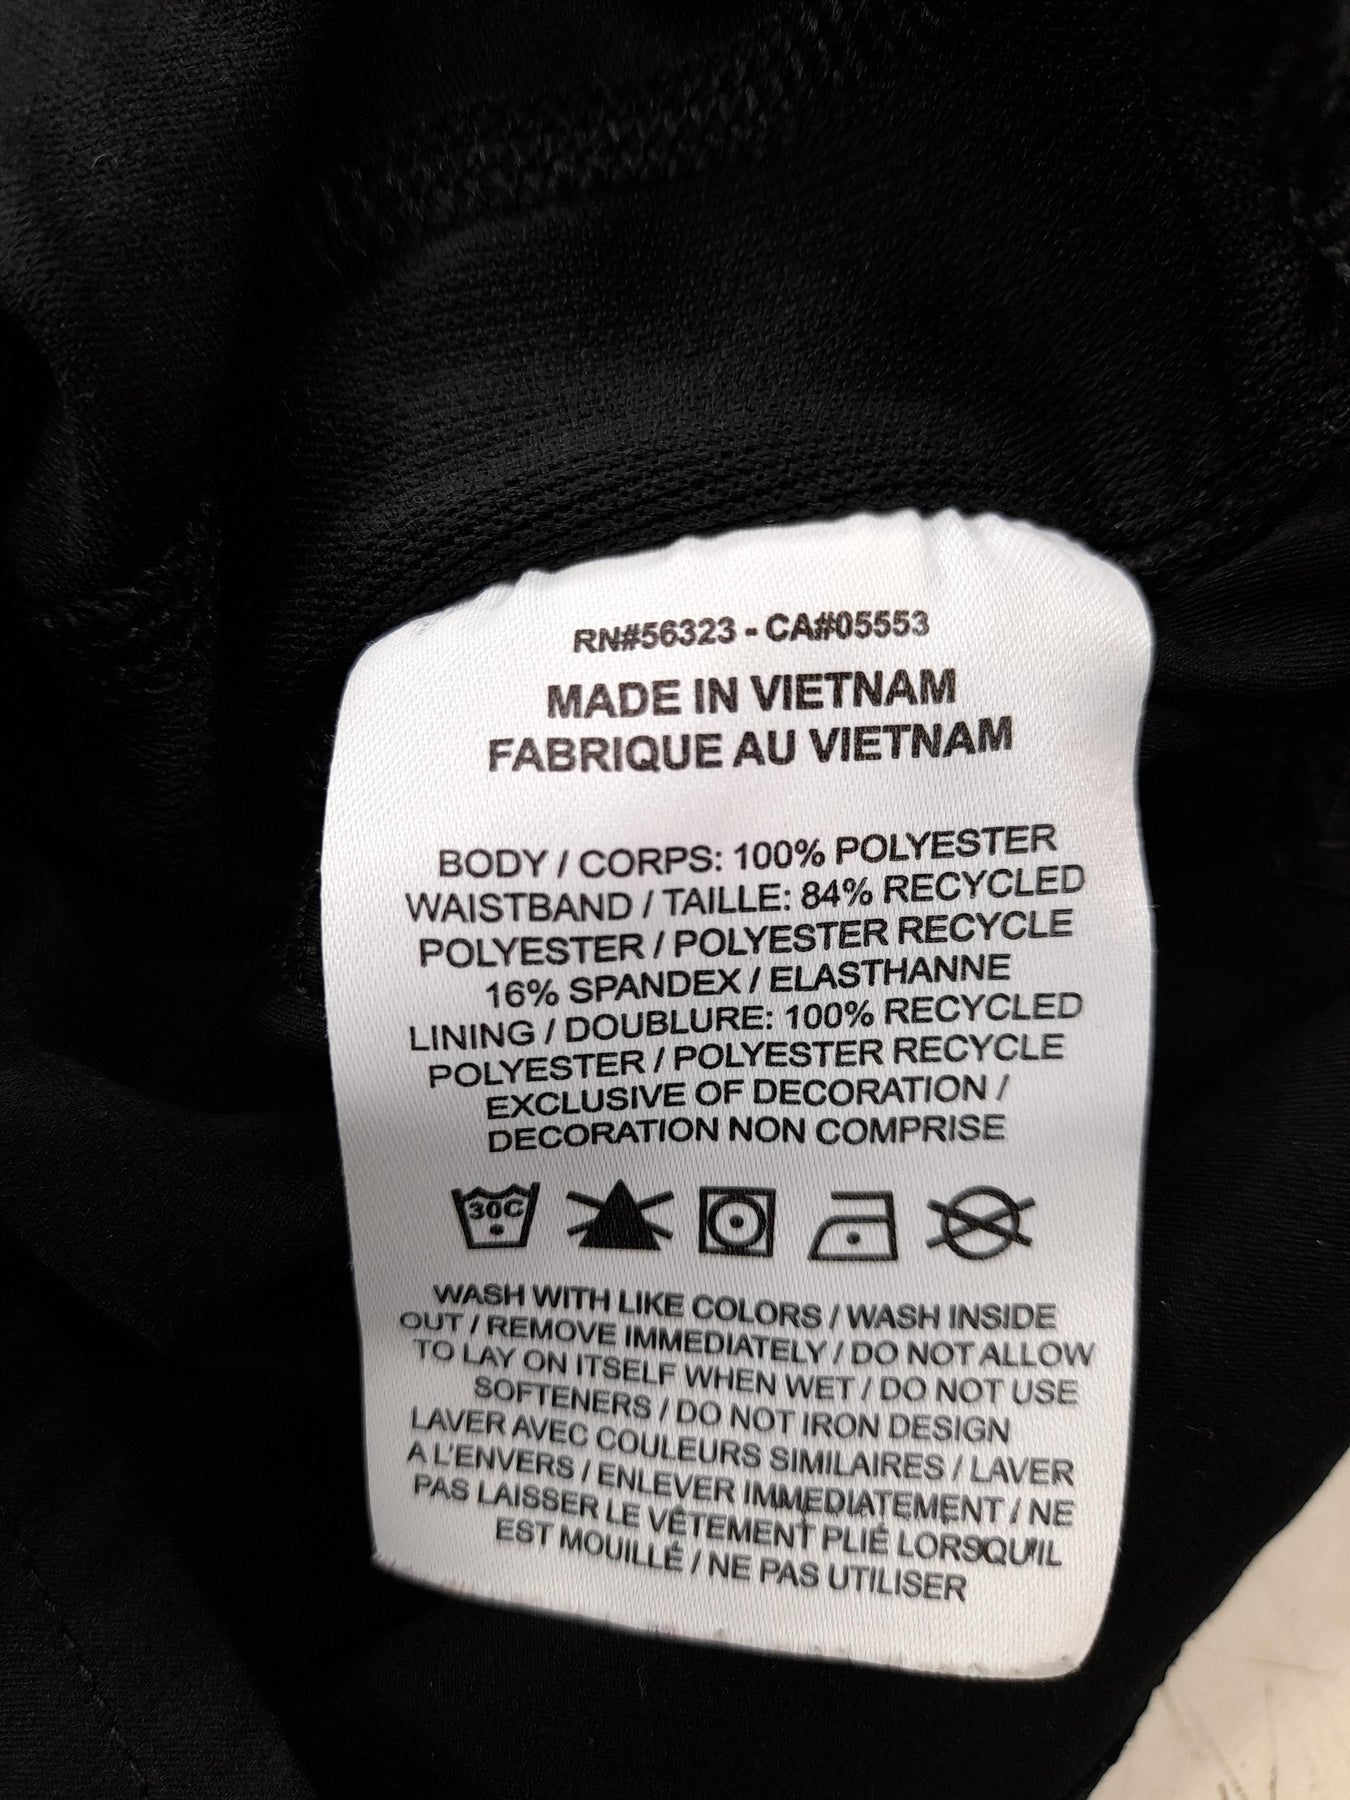 RN#56323 - CA#05553
MADE IN VIETNAM
FABRIQUE AU VIETNAM
BODY / CORPS: 100% POLYESTER
WAISTBAND / TAILLE: 84% RECYCLED
POLYESTER / POLYESTER RECYCLE
16% SPANDEX / ELASTHANNE
LINING / DOUBLURE: 100% RECYCLED
POLYESTER / POLYESTER RECYCLE
EXCLUSIVE OF DECORATION /
DECORATION NON COMPRISE
30C
WASH WITH LIKE COLORS / WASH INSIDE
OUT / REMOVE IMMEDIATELY / DO NOT ALLOW
TO LAY ON ITSELF WHEN WET / DO NOT USE
SOFTENERS / DO NOT IRON DESIGN
LAVER AVEC COULEURS SIMILAIRES / LAVER
A L'ENVERS / ENLEVER IMMEDIATEMENT / NE
PAS LAISSER LE VÊTEMENT PLIÉ LORSQU'IL
EST MOUILLÉ / NE PAS UTILISER